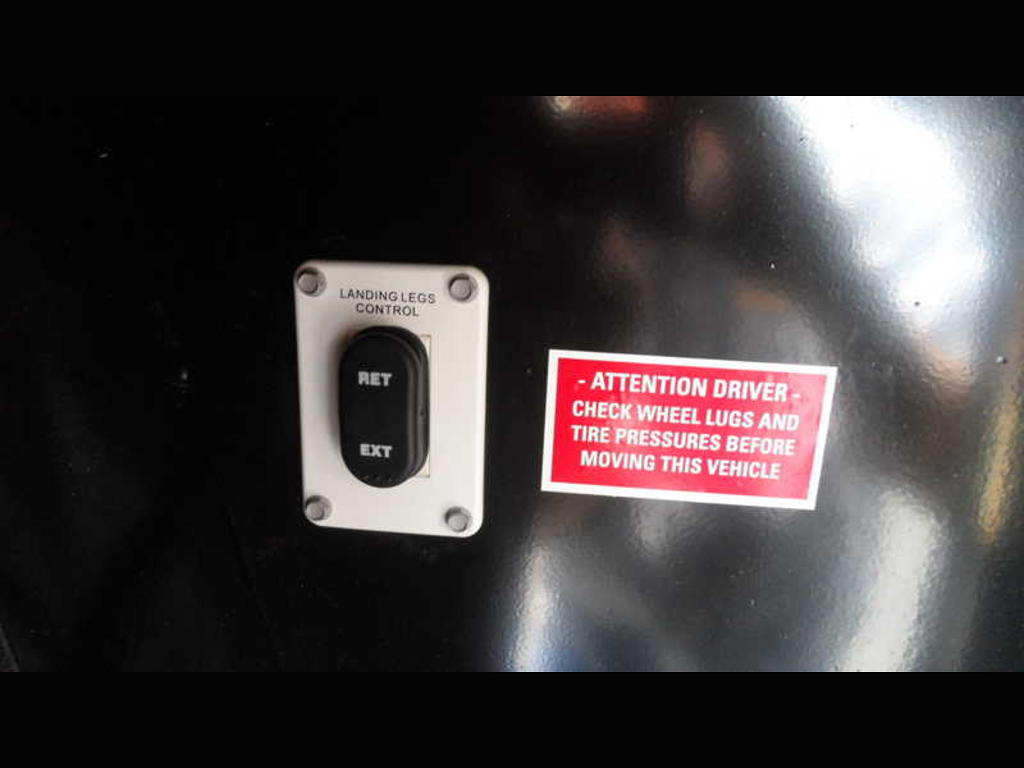 LANDING LEGS
CONTROL
RET
EXT
- ATTENTION DRIVER -
CHECK WHEEL LUGS AND
TIRE PRESSURES BEFORE
MOVING THIS VEHICLE